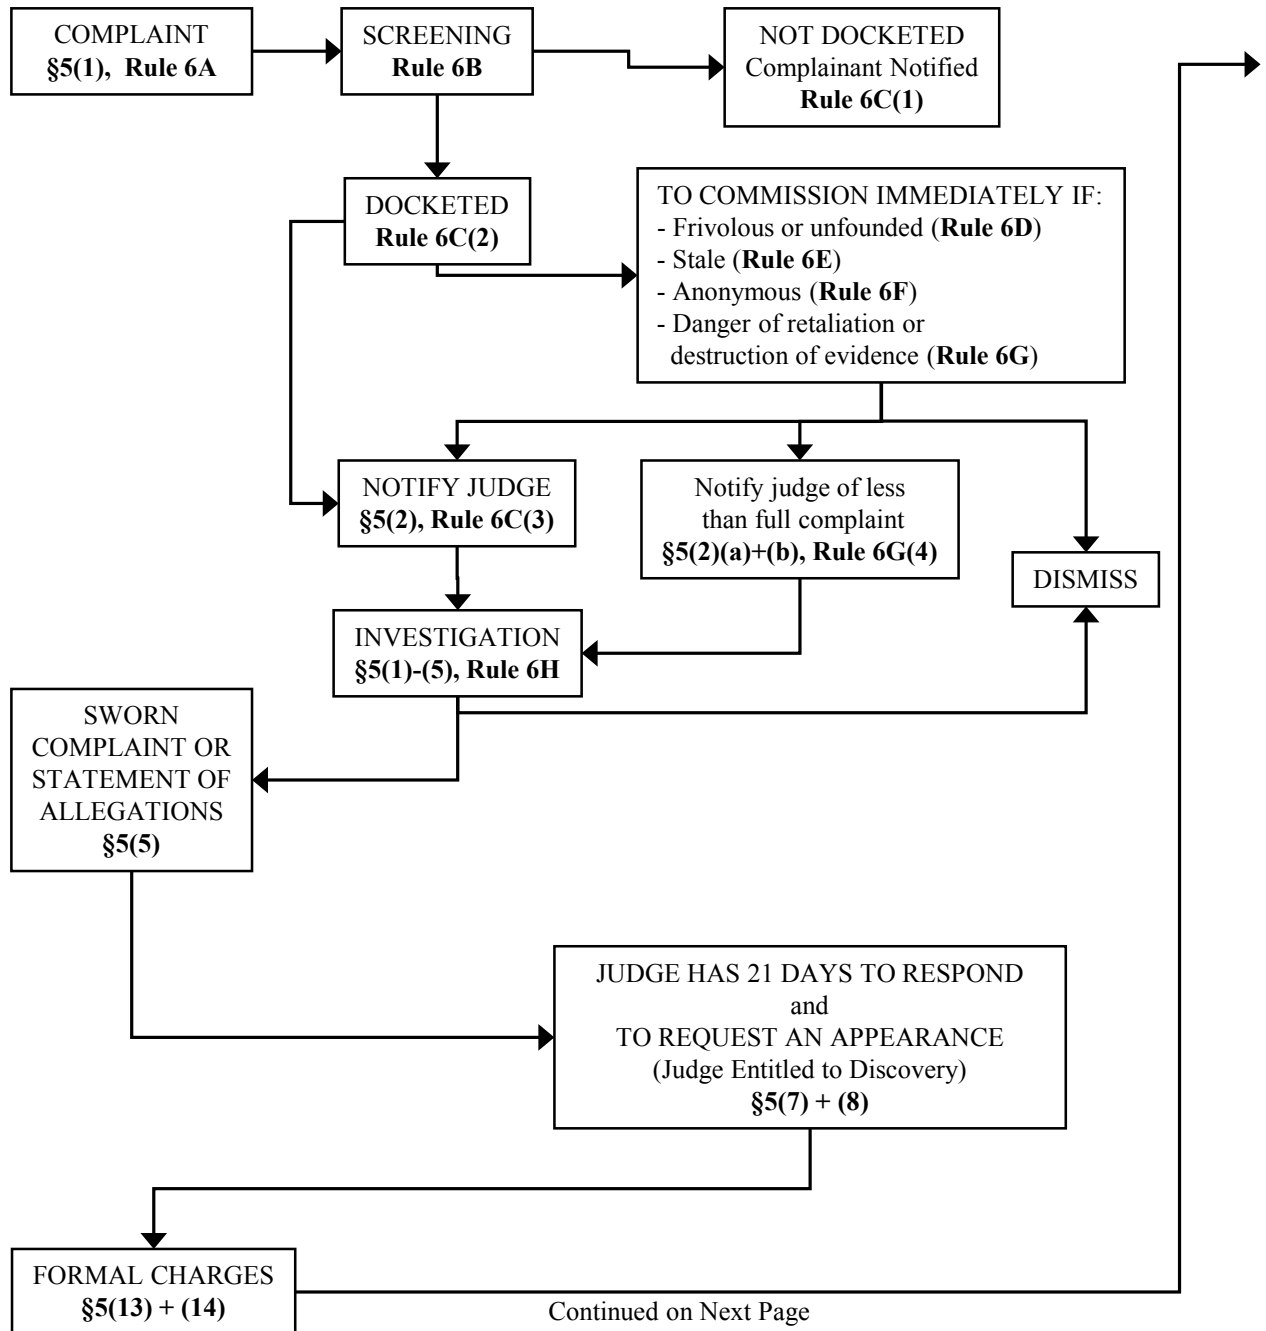 COMPLAINT
§5(1), Rule 6A
SCREENING
Rule 6B
NOT DOCKETED
Complainant Notified
Rule 6C(1)
DOCKETED
Rule 6C(2)
TO COMMISSION IMMEDIATELY IF:
- Frivolous or unfounded (Rule 6D)
- Stale (Rule 6E)
- Anonymous (Rule 6F)
- Danger of retaliation or
destruction of evidence (Rule 6G)
NOTIFY JUDGE
§5(2), Rule 6C(3)
Notify judge of less
than full complaint
§5(2)(a)+(b), Rule 6G(4)
DISMISS
INVESTIGATION
§5(1)-(5), Rule 6H
SWORN
COMPLAINT OR
STATEMENT OF
ALLEGATIONS
§5(5)
JUDGE HAS 21 DAYS TO RESPOND
and
TO REQUEST AN APPEARANCE
(Judge Entitled to Discovery)
§5(7) + (8)
FORMAL CHARGES
§5(13) + (14)
Continued on Next Page